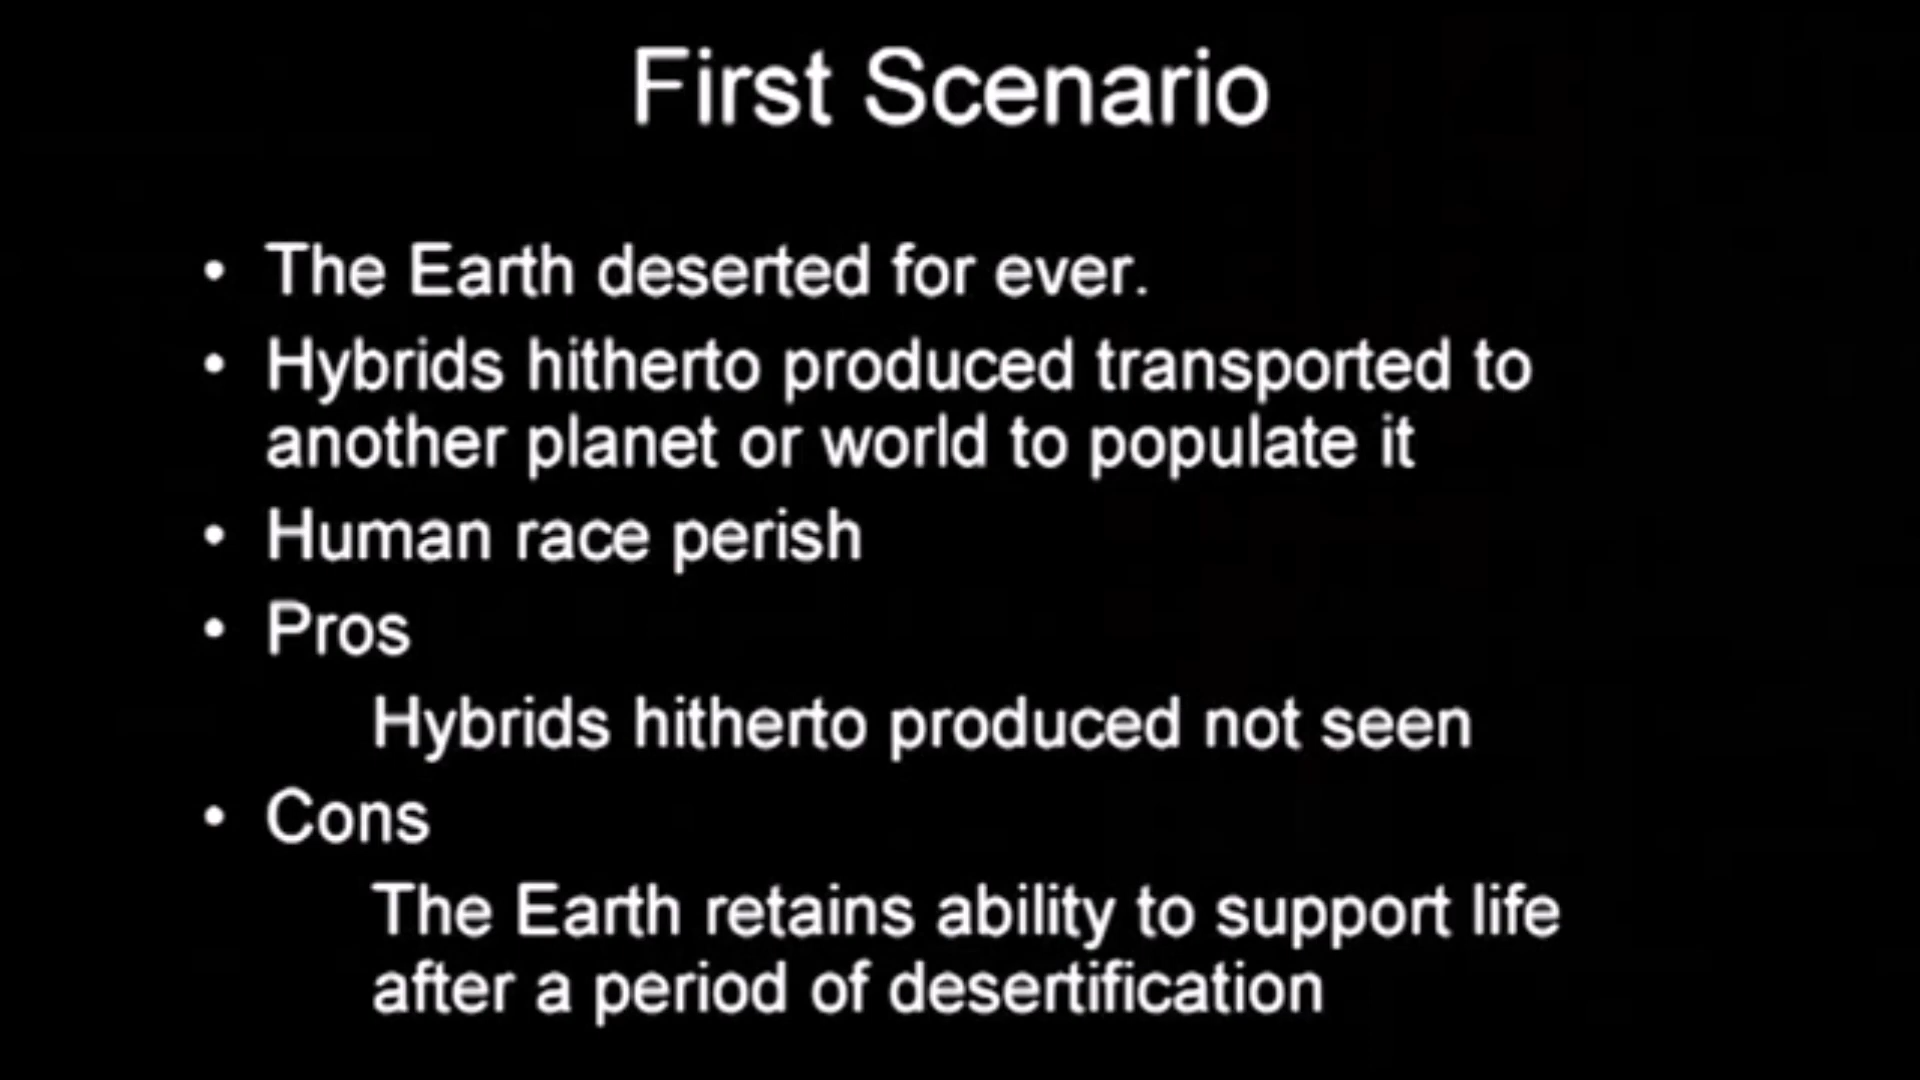 First Scenario
• The Earth deserted for ever.
• Hybrids hitherto produced transported to
another planet or world to populate it
• Human race perish
• Pros
Hybrids hitherto produced not seen
• Cons
The Earth retains ability to support life
after a period of desertification